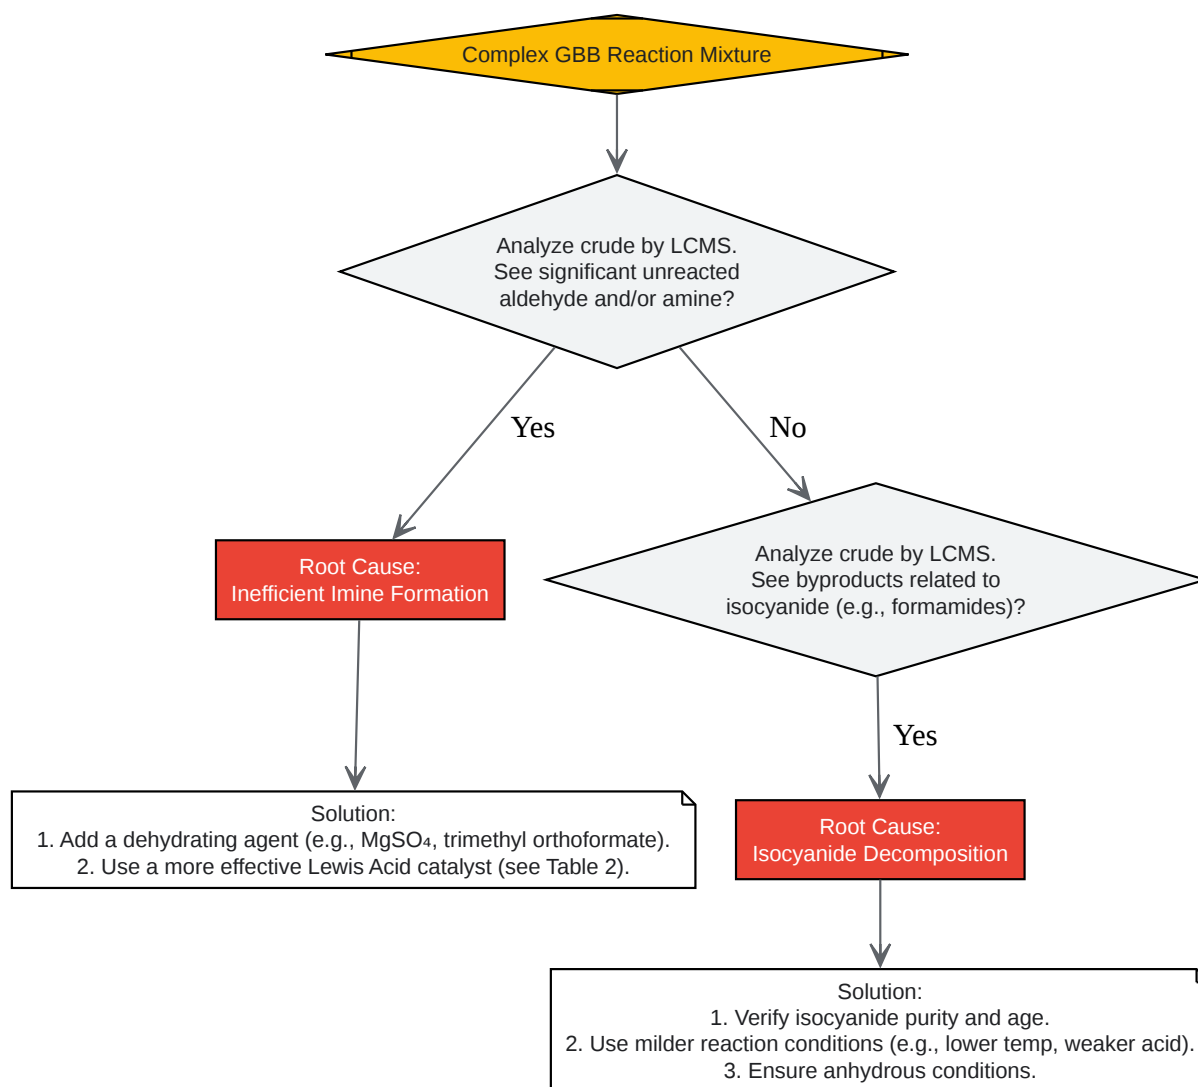 Complex GBB Reaction Mixture
Analyze crude by LCMS.
See significant unreacted
aldehyde and/or amine?
Yes
No
Root Cause:
Inefficient Imine Formation
Analyze crude by LCMS.
See byproducts related to
isocyanide (e.g., formamides)?
Yes
Solution:
1. Add a dehydrating agent (e.g., MgSO₄, trimethyl orthoformate).
2. Use a more effective Lewis Acid catalyst (see Table 2).
Root Cause:
Isocyanide Decomposition
Solution:
1. Verify isocyanide purity and age.
2. Use milder reaction conditions (e.g., lower temp, weaker acid).
3. Ensure anhydrous conditions.